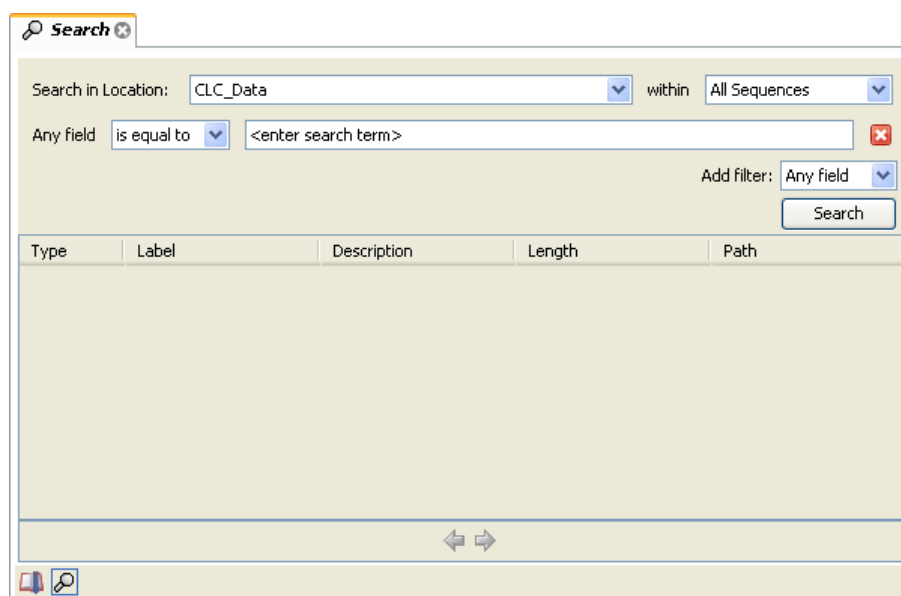 Search
Search in Location: CLC_Data within All Sequences
Any field is equal to <enter search term>
Add filter: Any field
Search
Type Label Description Length Path